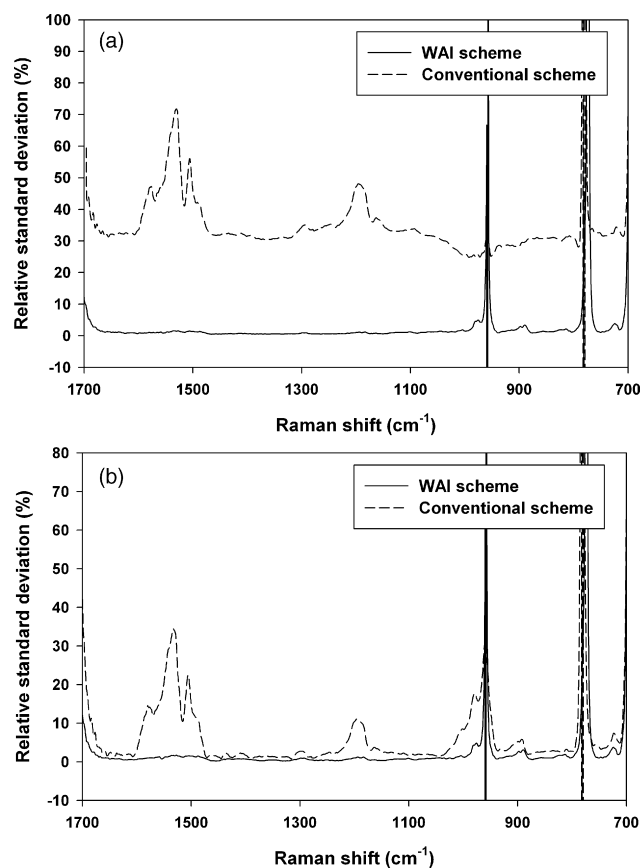 (a)
WAI scheme
Conventional scheme
Relative standard deviation (%)
100
90
80
70
60
50
40
30
20
10
0
-10
1700 1500 1300 1100 900 700
Raman shift (cm⁻¹)
(b)
WAI scheme
Conventional scheme
Relative standard deviation (%)
80
70
60
50
40
30
20
10
0
-10
1700 1500 1300 1100 900 700
Raman shift (cm⁻¹)